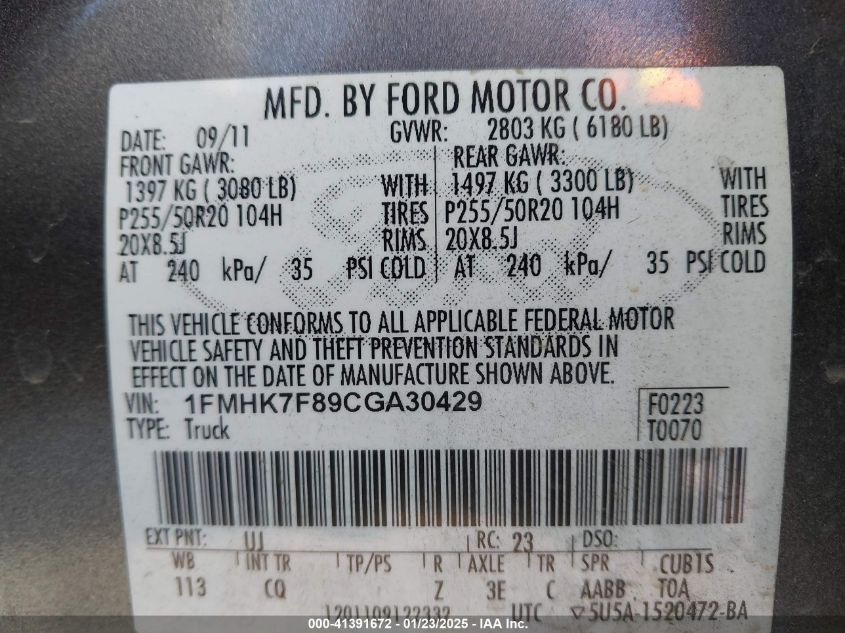 MFD. BY FORD MOTOR CO.
DATE: 09/11 GVWR: 2803 KG ( 6180 LB)
FRONT GAWR: REAR GAWR:
1397 KG ( 3080 LB) WITH 1497 KG ( 3300 LB) WITH
P255/50R20 104H TIRES P255/50R20 104H TIRES
20X8.5J RIMS 20X8.5J RIMS
AT 240 kPa/ 35 PSI COLD AT 240 kPa/ 35 PSI COLD
THIS VEHICLE CONFORMS TO ALL APPLICABLE FEDERAL MOTOR
VEHICLE SAFETY AND THEFT PREVENTION STANDARDS IN
EFFECT ON THE DATE OF MANUFACTURE SHOWN ABOVE.
VIN: 1FMHK7F89CGA30429 F0223
TYPE: Truck T0070
EXT PNT: UJ RC: 23 DSO:
WB INT TR TP/PS R AXLE TR SPR CUBTS
113 CQ Z 3E C AABB TOA
1201109122332 UTC ▽5U5A-1520472-BA
000-41391672 - 01/23/2025 - IAA, Inc.